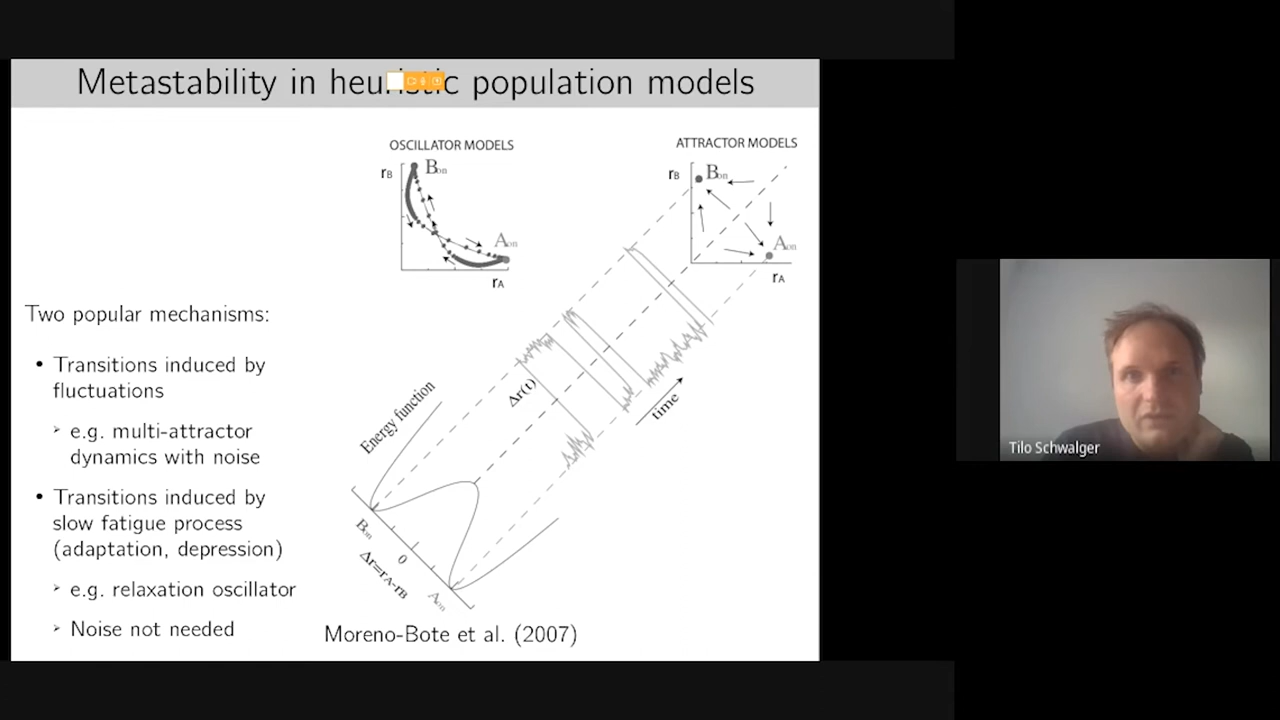 Metastability in heuristic population models
OSCILLATOR MODELS
ATTRACTOR MODELS
rB
Bon
Aon
rA
rB
Bon
Aon
rA
Two popular mechanisms:
• Transitions induced by
fluctuations
➢ e.g. multi-attractor
dynamics with noise
• Transitions induced by
slow fatigue process
(adaptation, depression)
➢ e.g. relaxation oscillator
➢ Noise not needed
Energy function
Δr(t)
time
Bon
0
Aon
Δr=rA-rB
Moreno-Bote et al. (2007)
Tilo Schwalger